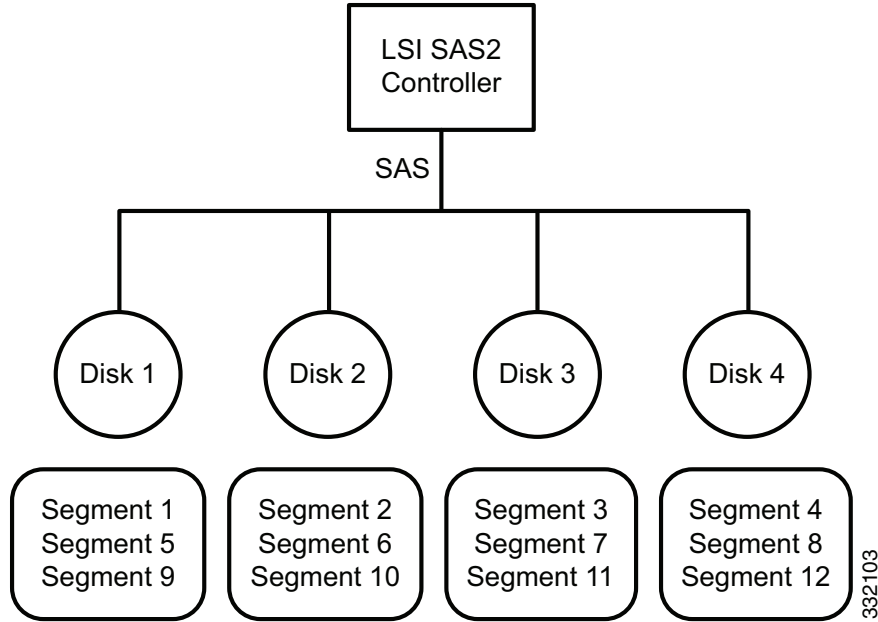 LSI SAS2
Controller
SAS
Disk 1
Disk 2
Disk 3
Disk 4
Segment 1
Segment 5
Segment 9
Segment 2
Segment 6
Segment 10
Segment 3
Segment 7
Segment 11
Segment 4
Segment 8
Segment 12
332103